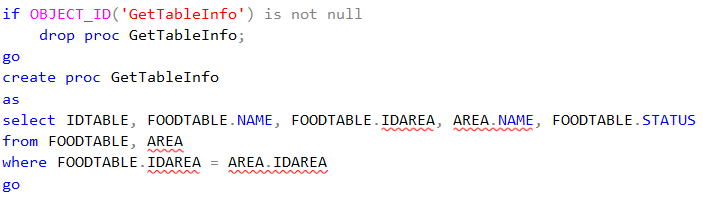 if OBJECT_ID('GetTableInfo') is not null
    drop proc GetTableInfo;
go
create proc GetTableInfo
as
select IDTABLE, FOODTABLE.NAME, FOODTABLE.IDAREA, AREA.NAME, FOODTABLE.STATUS
from FOODTABLE, AREA
where FOODTABLE.IDAREA = AREA.IDAREA
go